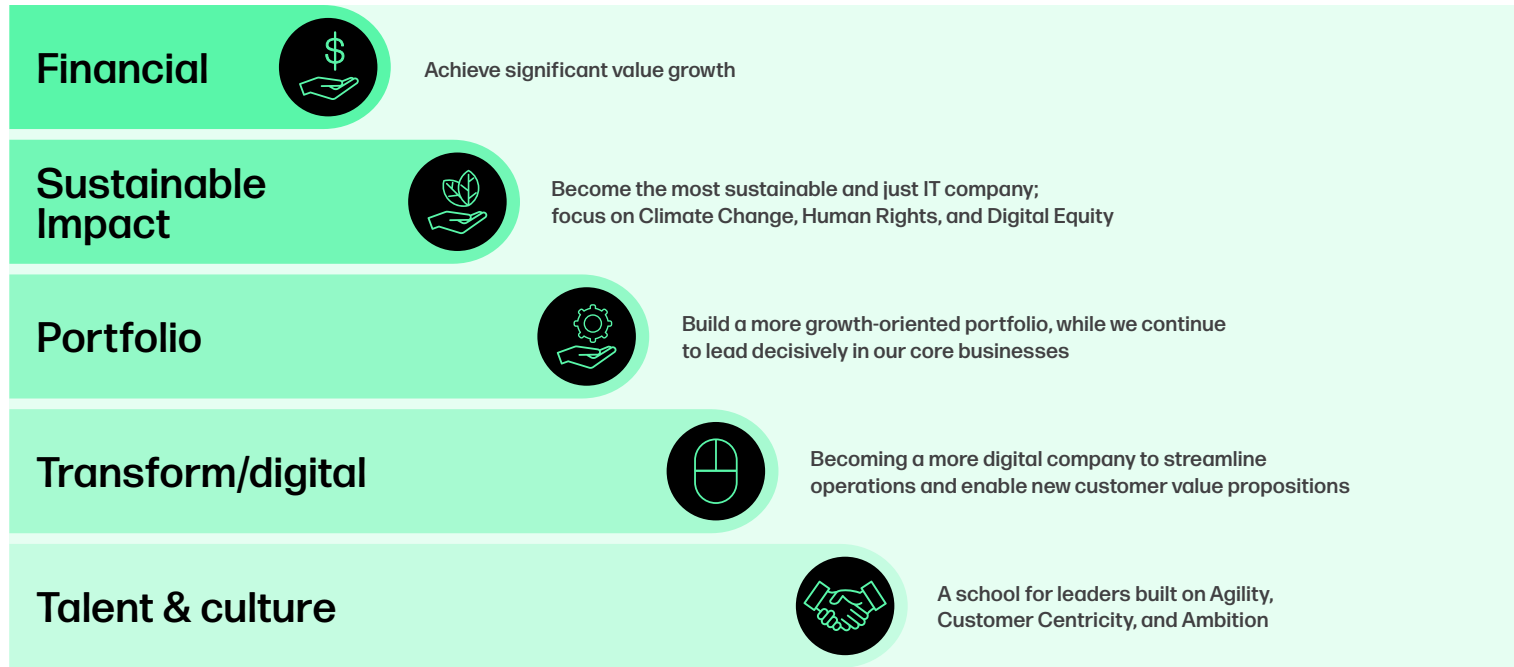 Financial
$
Achieve significant value growth
Sustainable
Impact
Become the most sustainable and just IT company;
focus on Climate Change, Human Rights, and Digital Equity
Portfolio
Build a more growth-oriented portfolio, while we continue
to lead decisively in our core businesses
Transform/digital
Becoming a more digital company to streamline
operations and enable new customer value propositions
Talent & culture
A school for leaders built on Agility,
Customer Centricity, and Ambition